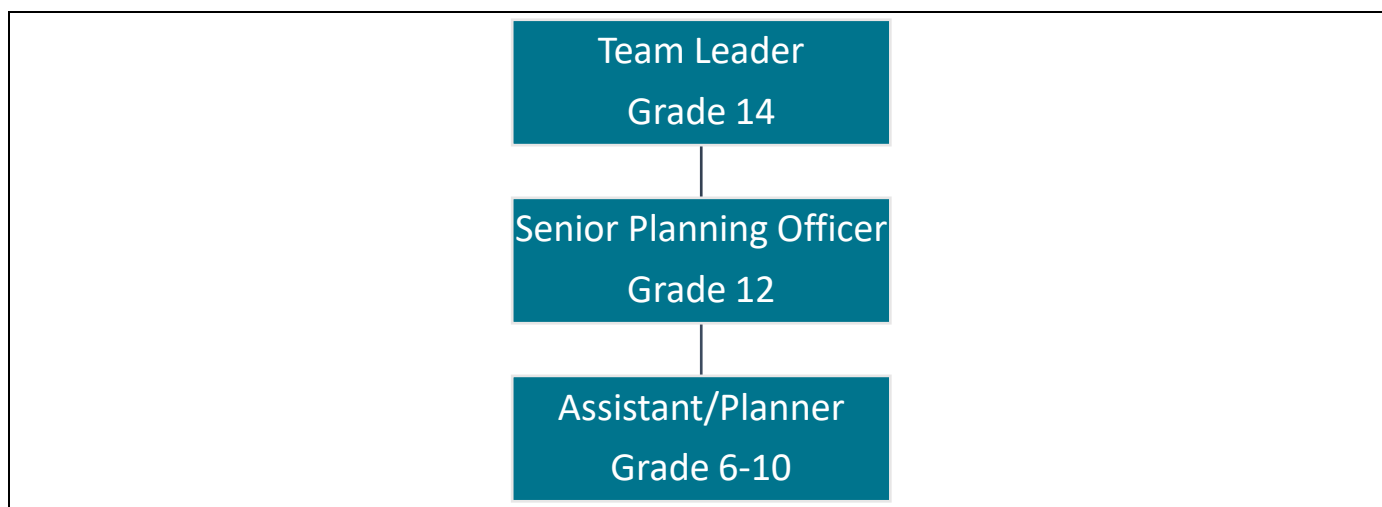 Team Leader
Grade 14
Senior Planning Officer
Grade 12
Assistant/Planner
Grade 6-10